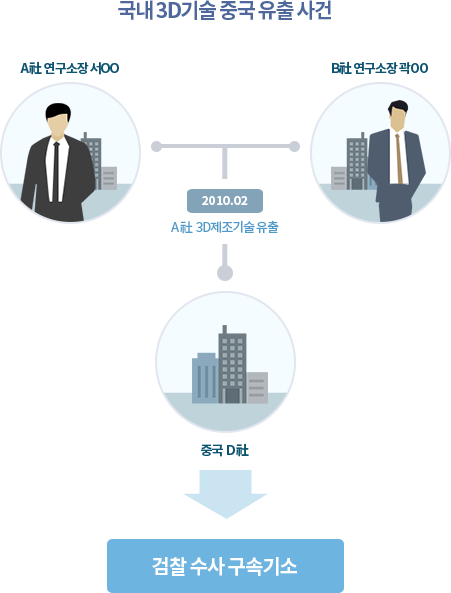 국내 3D기술 중국 유출 사건
A社 연구소장 서OO
B社 연구소장 곽OO
2010.02
A 社 3D제조기술 유출
중국 D社
검찰 수사 구속기소